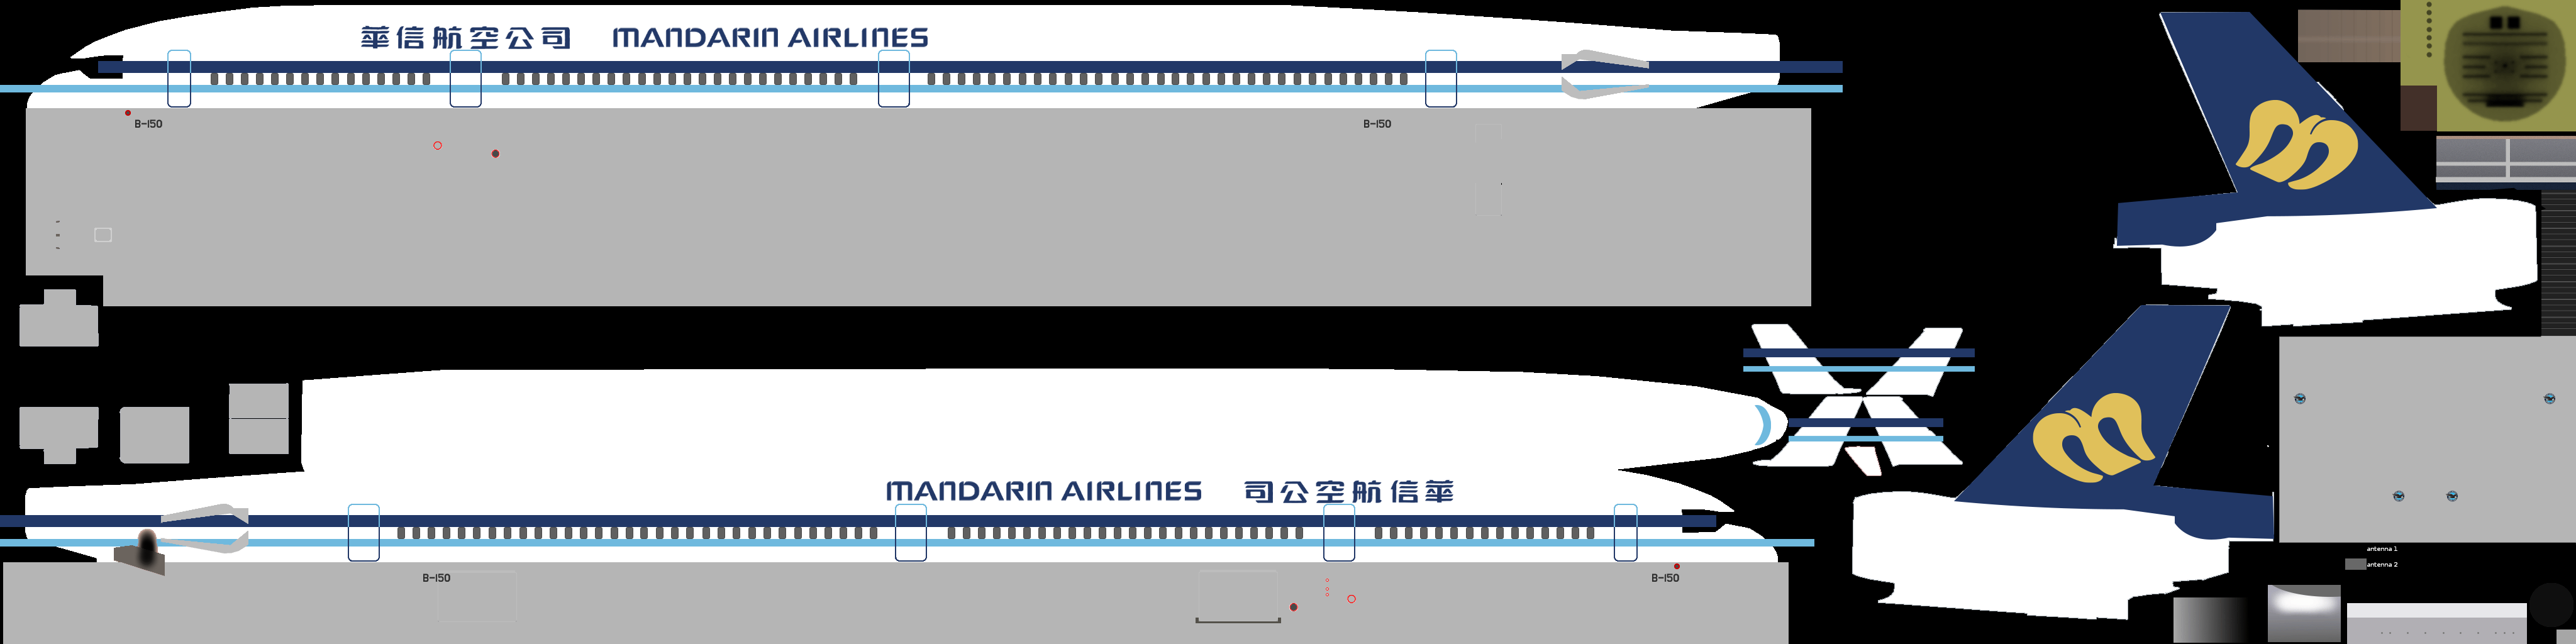 華信航空公司 MANDARIN AIRLINES
B-150
B-150
MANDARIN AIRLINES 司公空航信華
B-150
B-150
antenna 1
antenna 2